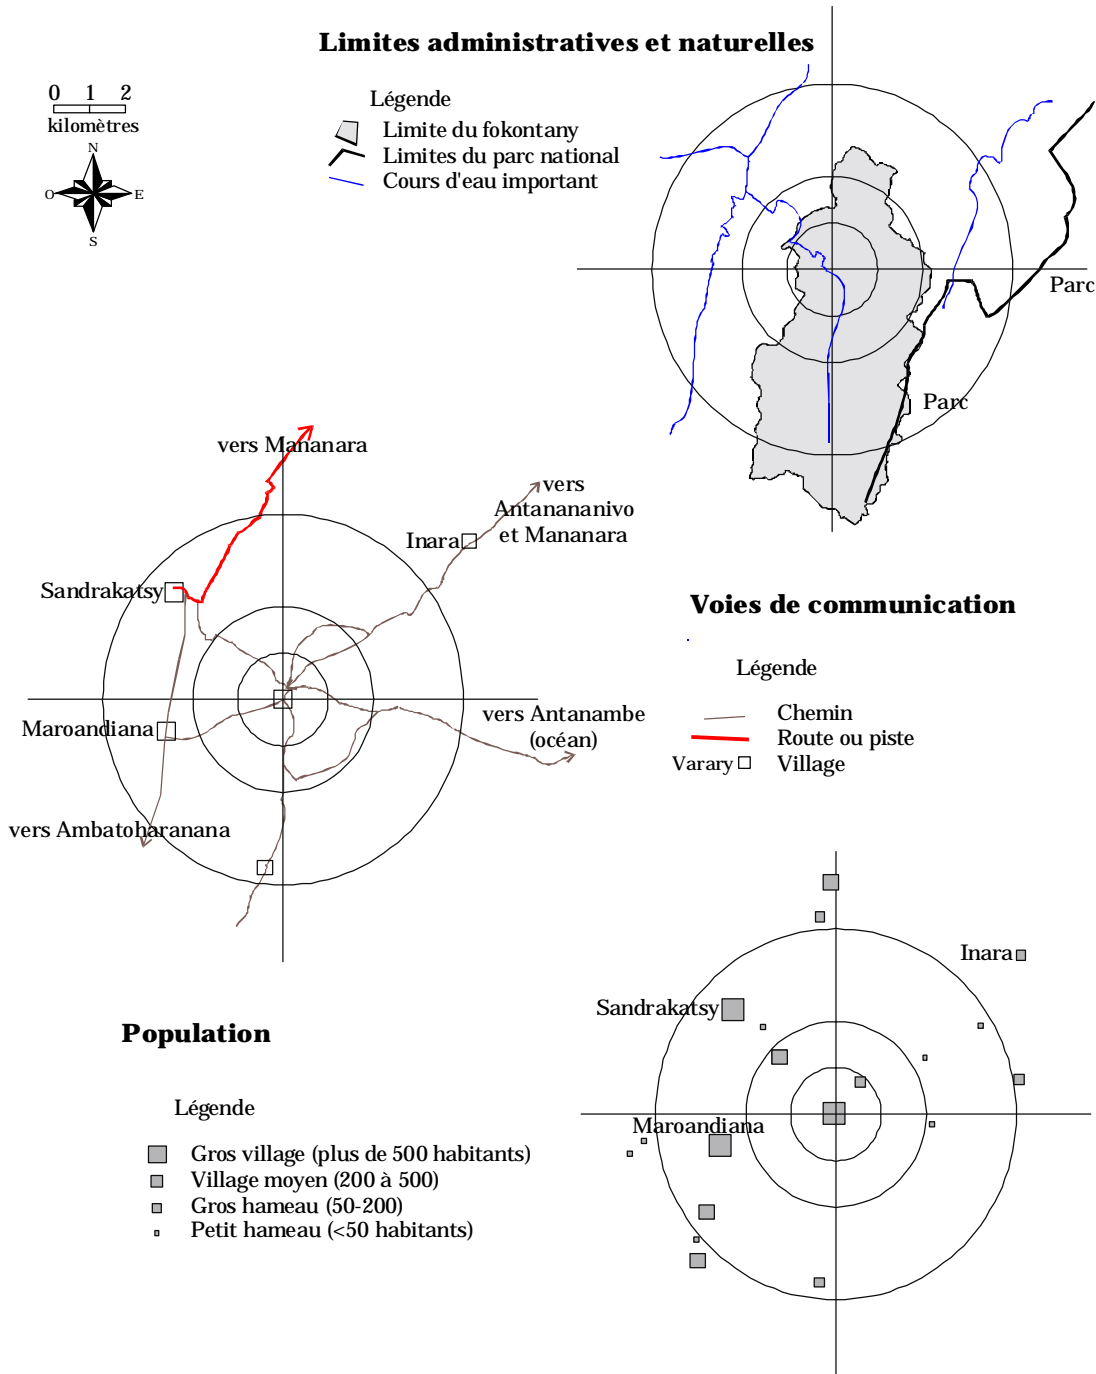 Limites administratives et naturelles
0 1 2
kilomètres
N
O
E
S
Légende
Limite du fokontany
Limites du parc national
Cours d'eau important
Parc
Parc
vers Mananara
vers
Antanananivo
et Mananara
Inara
Sandrakatsy
Maroandiana
vers Antanambe
(océan)
vers Ambatoharanana
Voies de communication
Légende
Chemin
Route ou piste
Varary
Village
Inara
Sandrakatsy
Maroandiana
Population
Légende
Gros village (plus de 500 habitants)
Village moyen (200 à 500)
Gros hameau (50-200)
Petit hameau (<50 habitants)